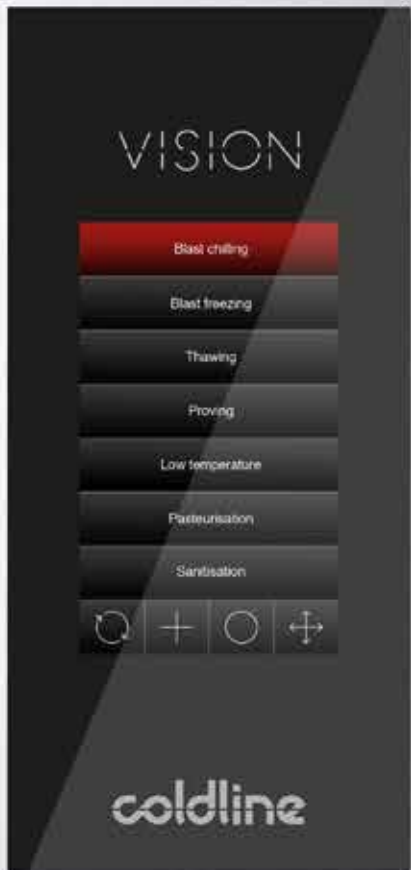 VISION
Blast chilling
Blast freezing
Thawing
Proving
Low temperature
Pasteurisation
Sanitisation
coldline